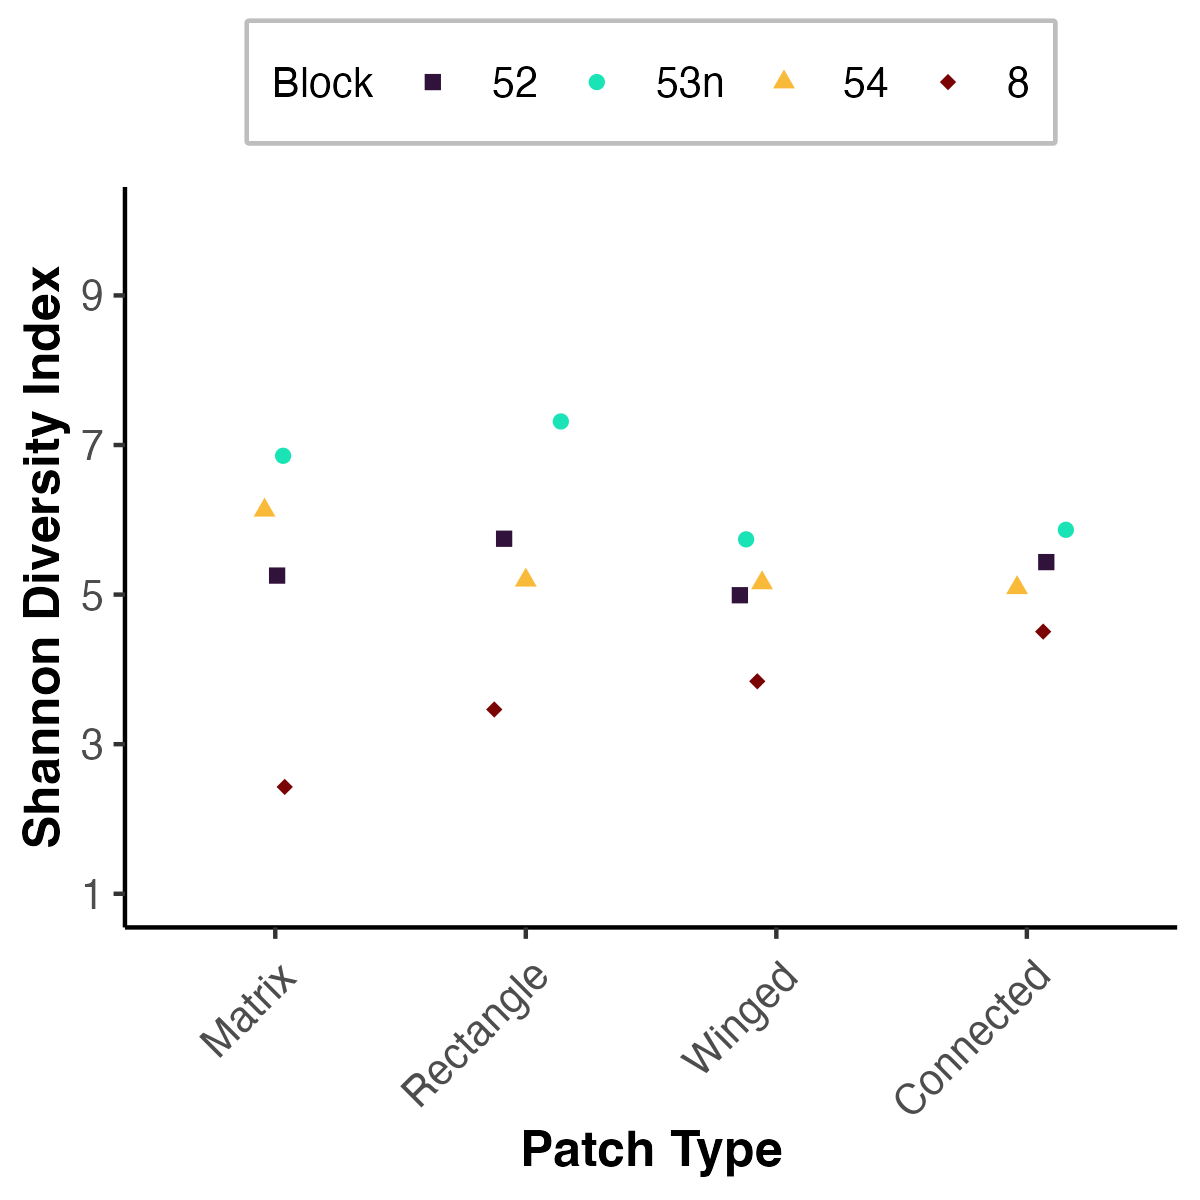 Block 52 53n 54 8
Shannon Diversity Index
9
7
5
3
1
Matrix Rectangle Winged Connected
Patch Type